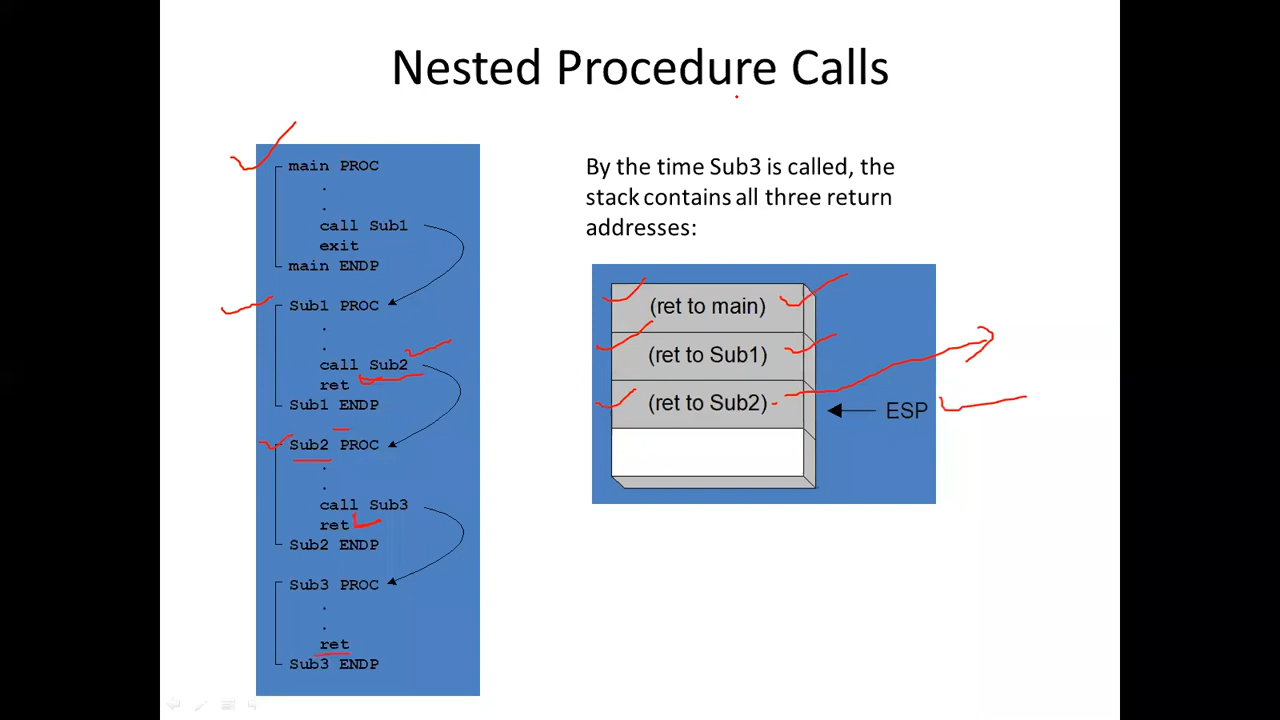 Nested Procedure Calls
main PROC
.
.
call Sub1
exit
main ENDP
Sub1 PROC
.
.
call Sub2
ret
Sub1 ENDP
Sub2 PROC
.
.
call Sub3
ret
Sub2 ENDP
Sub3 PROC
.
.
ret
Sub3 ENDP
By the time Sub3 is called, the
stack contains all three return
addresses:
(ret to main)
(ret to Sub1)
(ret to Sub2)
ESP